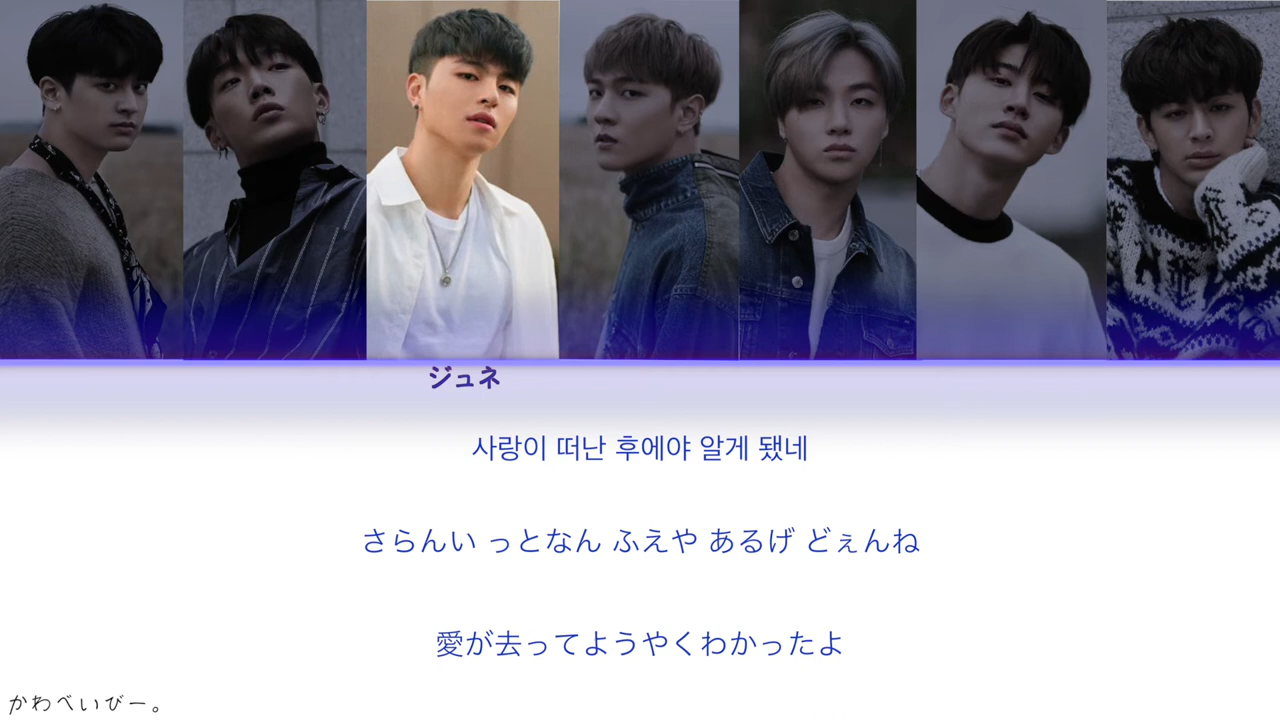 ジュネ
사랑이 떠난 후에야 알게 됐네
さらんい っとなん ふえや あるげ どぇんね
愛が去ってようやくわかったよ
かわべいびー。